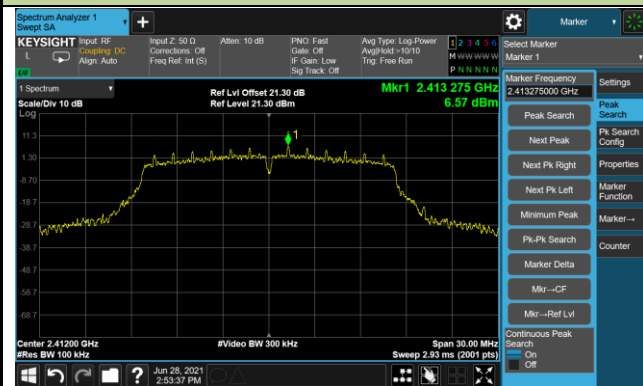 Spectrum Analyzer 1
Swept SA
Marker
KEYSIGHT
L
Input: RF
Coupling: DC
Align: Auto
Input Z: 50 Ω
Corrections: Off
Freq Ref: Int (S)
Atten: 10 dB
PNO: Fast
Gate: Off
IF Gain: Low
Sig Track: Off
Avg Type: Log-Power
Avg|Hold:>10/10
Trig: Free Run
1 2 3 4 5 6
M W W W W W
P N N N N N
Select Marker
Marker 1
1 Spectrum
Scale/Div 10 dB
Log
Ref Lvl Offset 21.30 dB
Ref Level 21.30 dBm
Mkr1 2.413 275 GHz
6.57 dBm
1
11.3
1.30
-8.70
-18.7
-28.7
-38.7
-48.7
-58.7
-68.7
Center 2.41200 GHz
#Res BW 100 kHz
#Video BW 300 kHz
Span 30.00 MHz
Sweep 2.93 ms (2001 pts)
Marker Frequency
2.413275000 GHz
Peak Search
Next Peak
Next Pk Right
Next Pk Left
Minimum Peak
Pk-Pk Search
Marker Delta
Mkr→CF
Mkr→Ref Lvl
Continuous Peak
Search
On
Off
Settings
Peak
Search
Pk Search
Config
Properties
Marker
Function
Marker→
Counter
?
Jun 28, 2021
2:53:37 PM